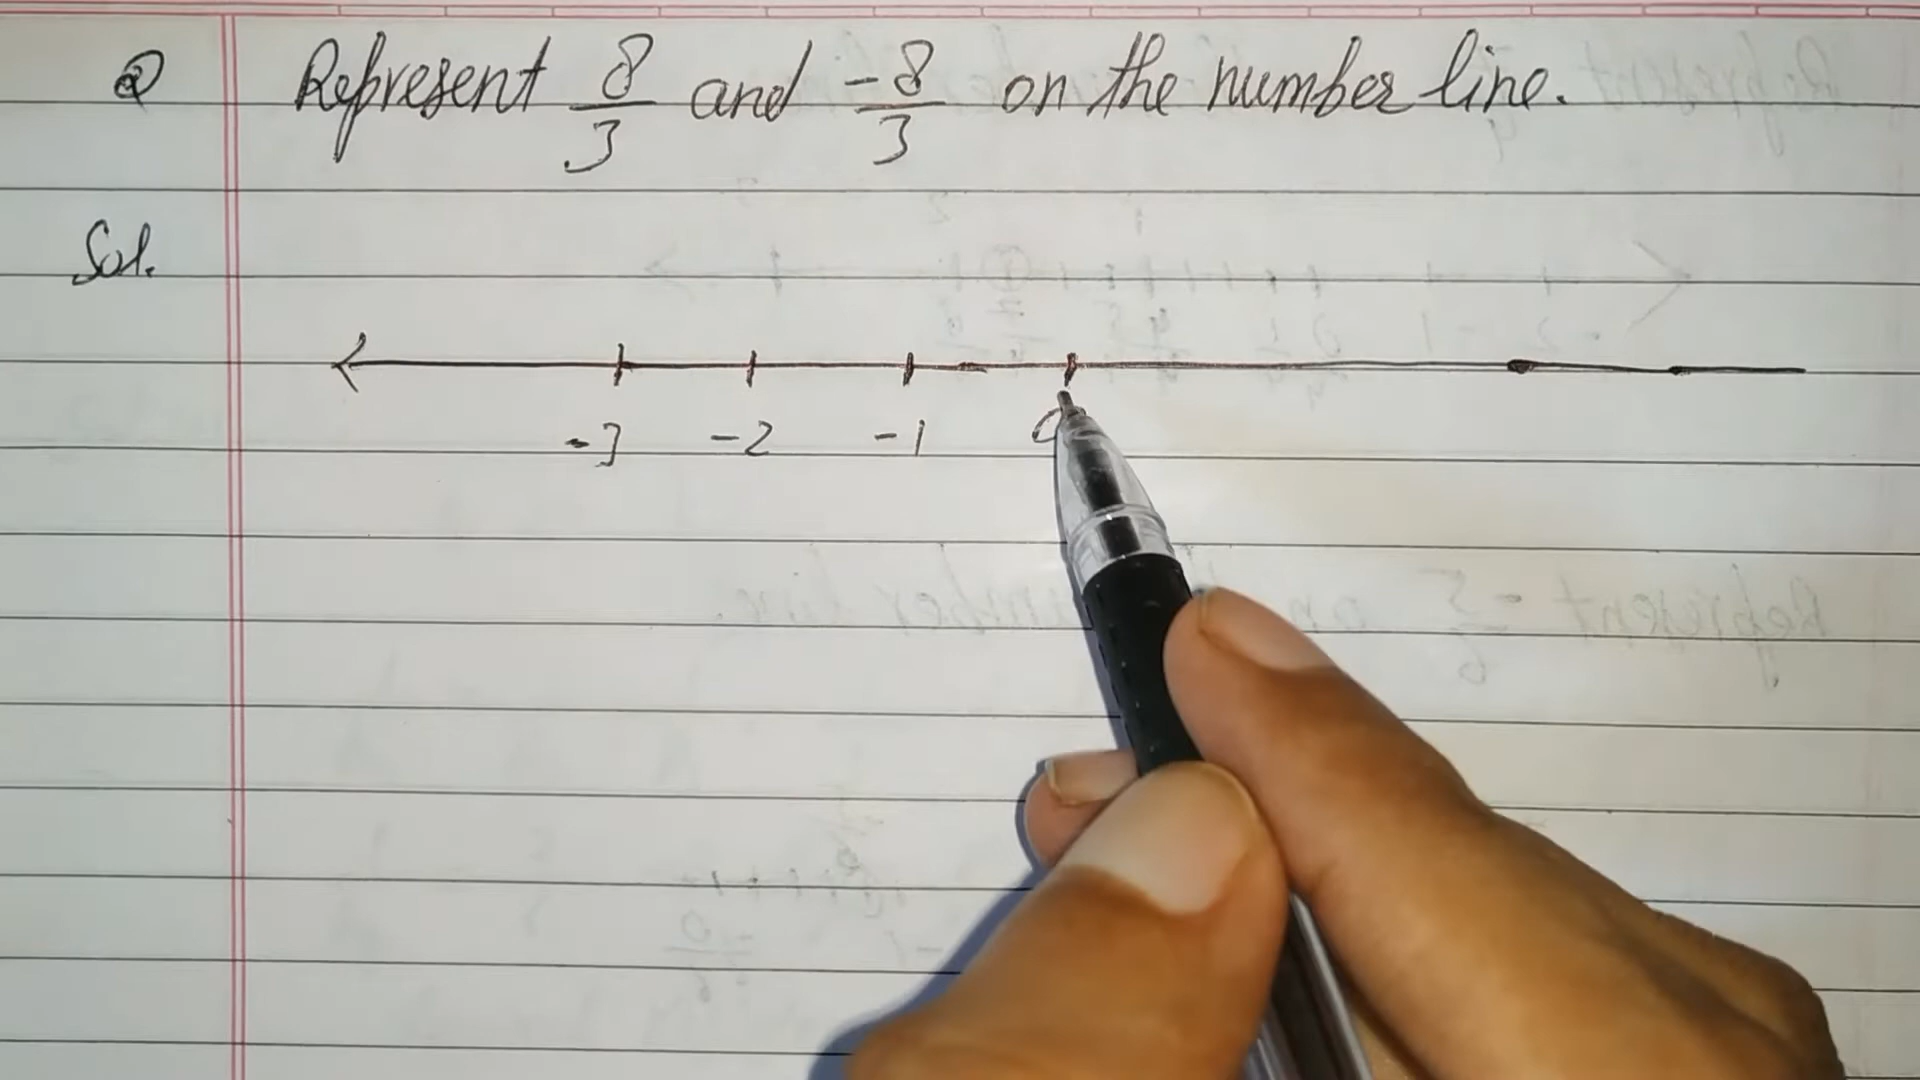 Q Represent 8/3 and -8/3 on the number line.
Sol.
-3 -2 -1 0